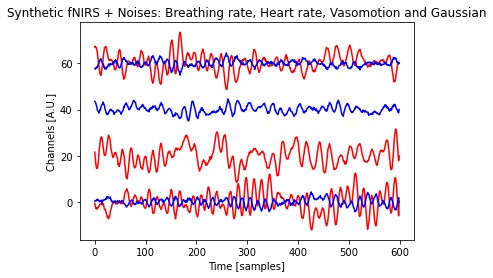 Synthetic fNIRS + Noises: Breathing rate, Heart rate, Vasomotion and Gaussian
60
40
20
0
Channels [A.U.]
0 100 200 300 400 500 600
Time [samples]